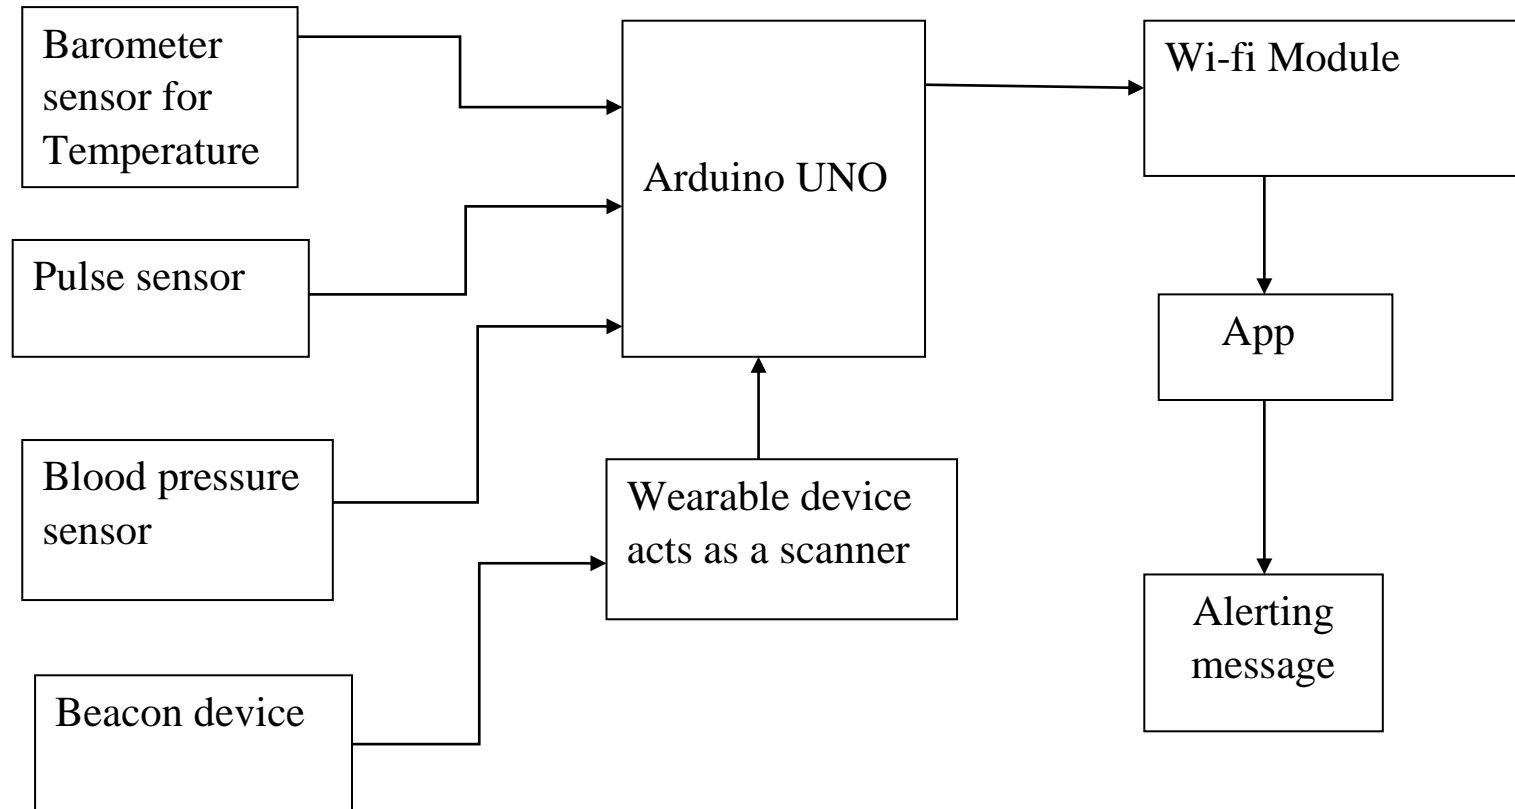 Barometer
sensor for
Temperature
Arduino UNO
Wi-fi Module
Pulse sensor
App
Blood pressure
sensor
Wearable device
acts as a scanner
Alerting
message
Beacon device